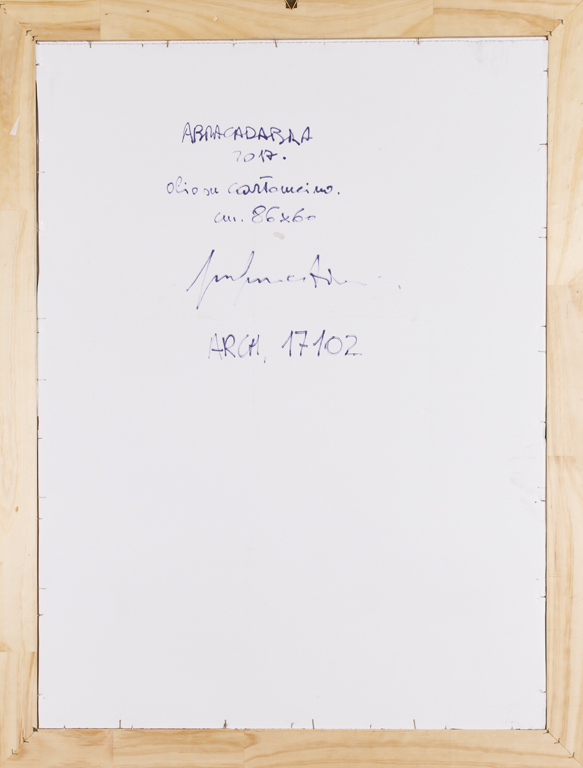 ABRACADABRA
2017.
olio su cartoncino.
cm. 86x60
ARCH, 17102